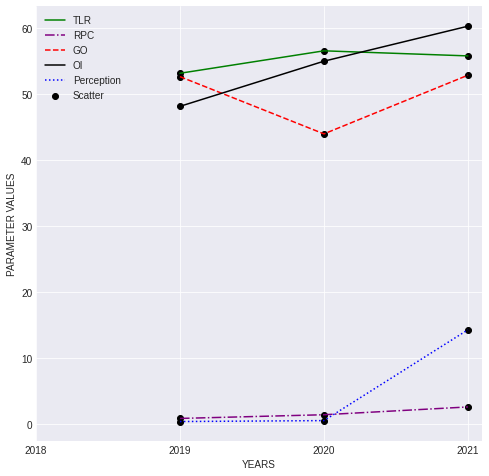 TLR
RPC
GO
OI
Perception
Scatter
PARAMETER VALUES
60
50
40
30
20
10
0
2018
2019
2020
2021
YEARS